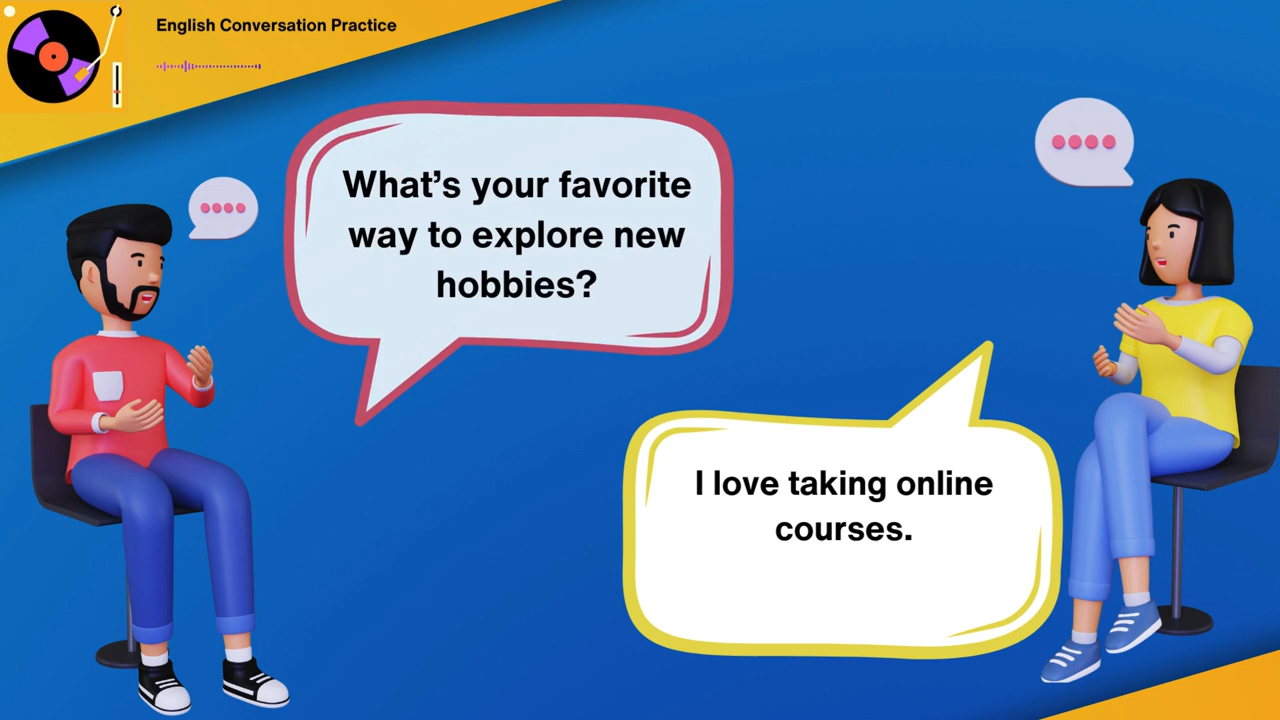 English Conversation Practice
What's your favorite
way to explore new
hobbies?
I love taking online
courses.